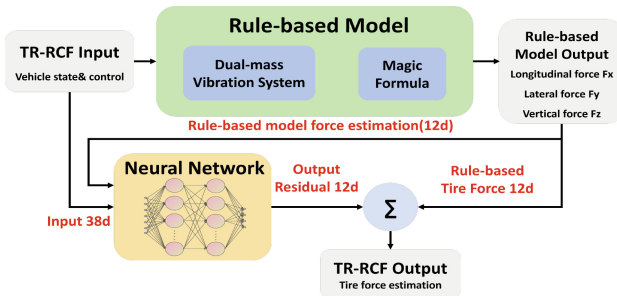 Rule-based Model
TR-RCF Input
Vehicle state& control
Dual-mass
Vibration System
Magic
Formula
Rule-based
Model Output
Longitudinal force Fx
Lateral force Fy
Vertical force Fz
Rule-based model force estimation(12d)
Neural Network
Output
Residual 12d
Rule-based
Tire Force 12d
Input 38d
Σ
TR-RCF Output
Tire force estimation